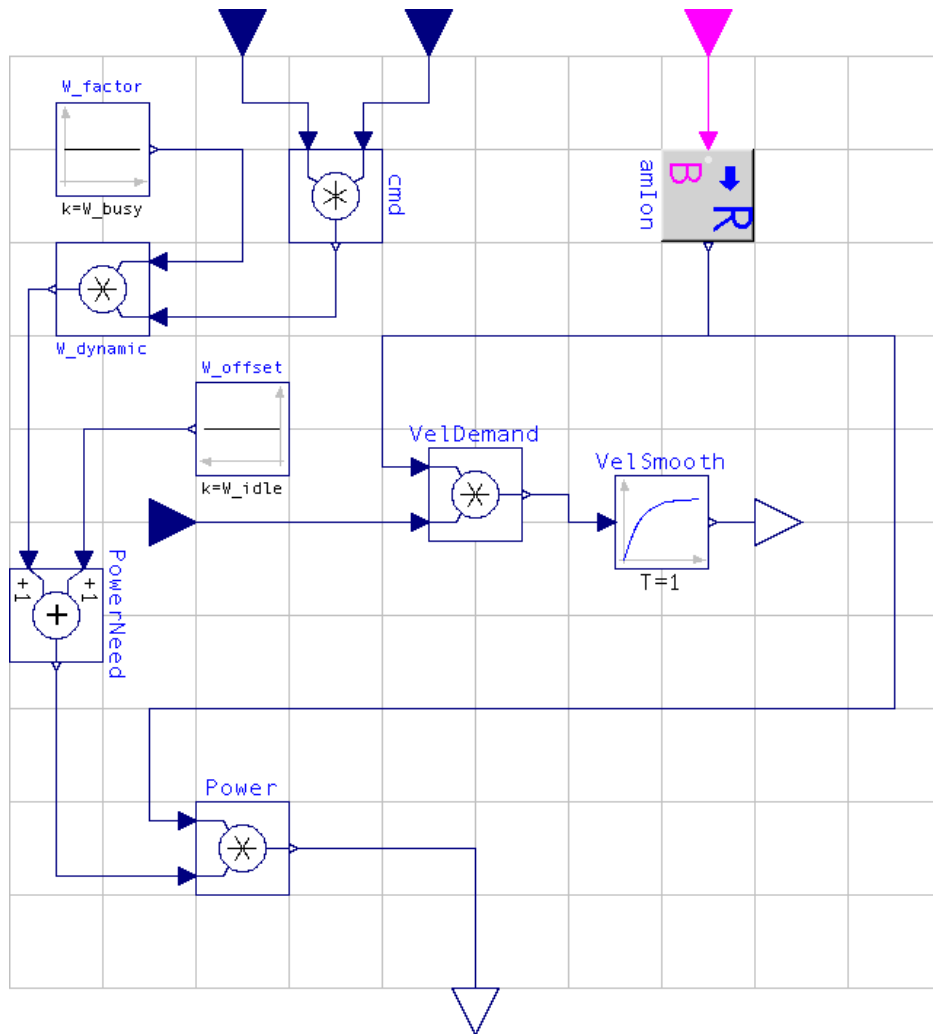 W_factor
k=W_busy
cmd
B
R
amIon
W_dynamic
W_offset
k=W_idle
VelDemand
VelSmooth
T=1
+1
+1
+
PowerNeed
Power